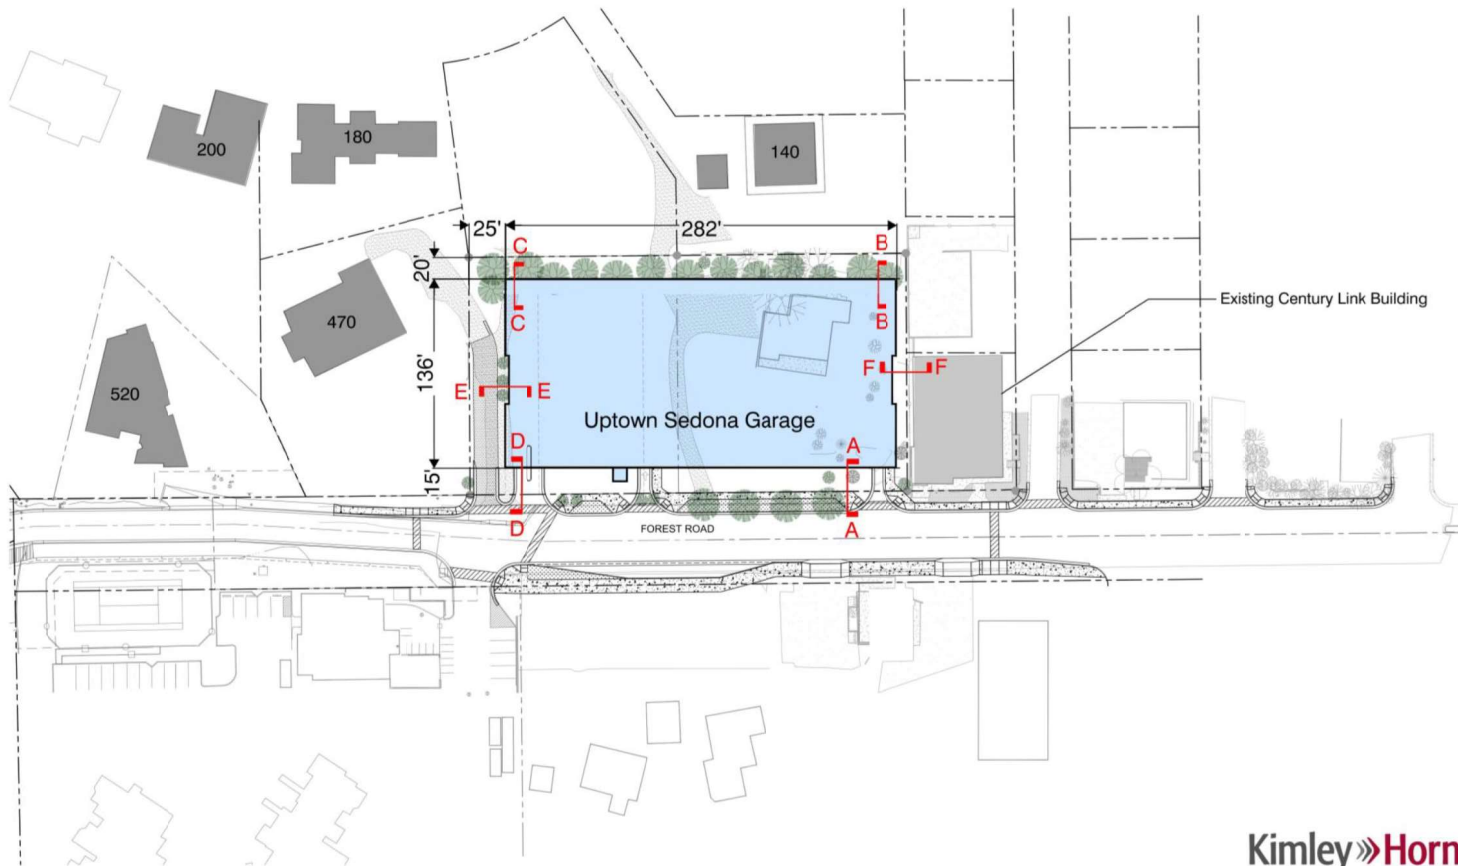 200
180
140
25'
282'
C
B
20'
470
C
B
Existing Century Link Building
136'
F
F
520
E
E
Uptown Sedona Garage
D
A
15'
D
A
FOREST ROAD
Kimley»Horn